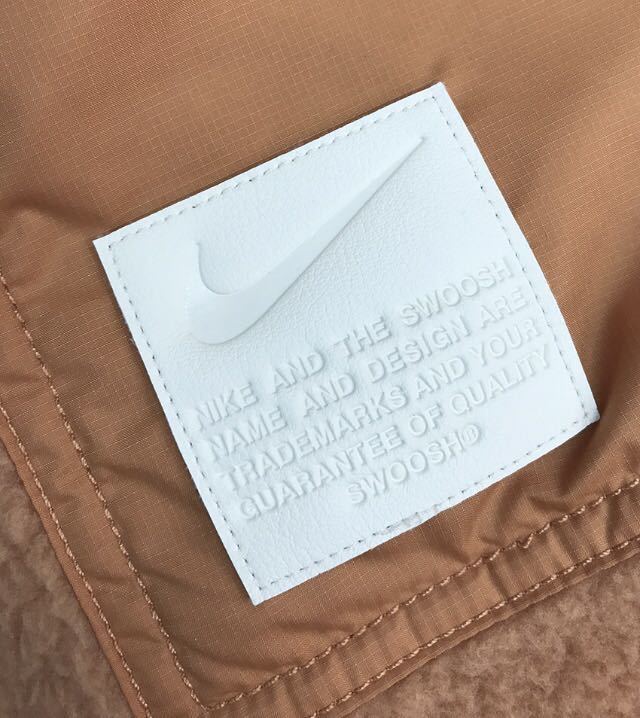 NIKE AND THE SWOOSH
NAME AND DESIGN ARE
TRADEMARKS AND YOUR
GUARANTEE OF QUALITY
SWOOSH®